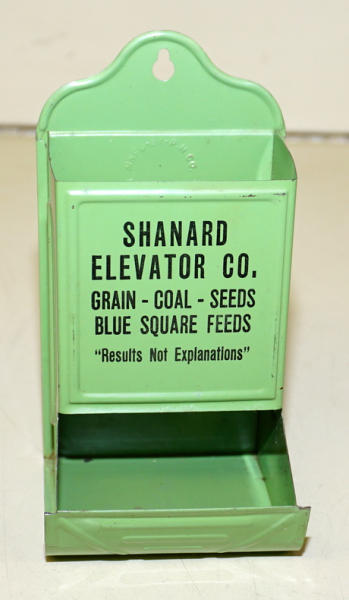 SHANARD
ELEVATOR CO.
GRAIN - COAL - SEEDS
BLUE SQUARE FEEDS
"Results Not Explanations"